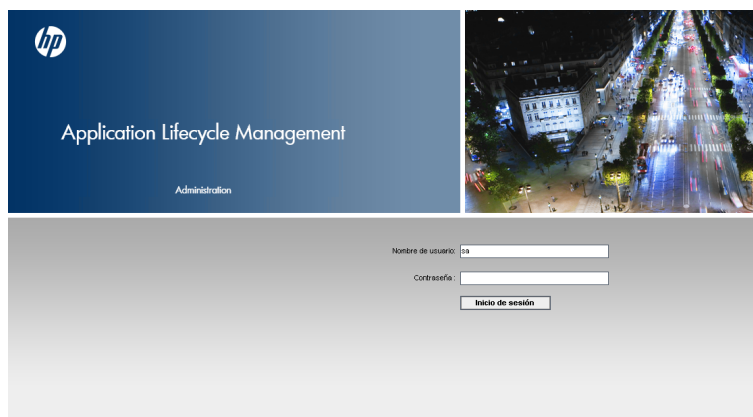 hp
Application Lifecycle Management
Administration
Nombre de usuario: sa
Contraseña :
Inicio de sesión